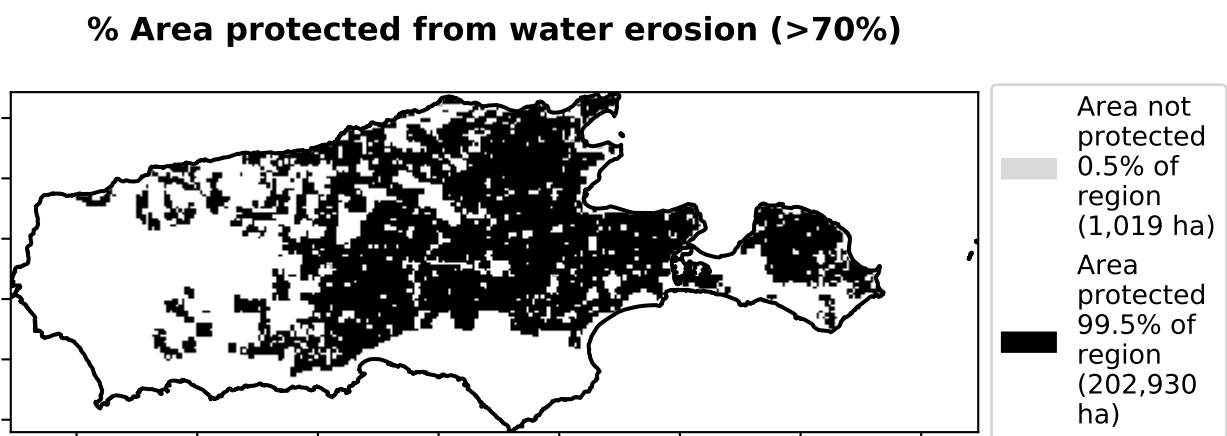 % Area protected from water erosion (>70%)
Area not
protected
0.5% of
region
(1,019 ha)
Area
protected
99.5% of
region
(202,930
ha)